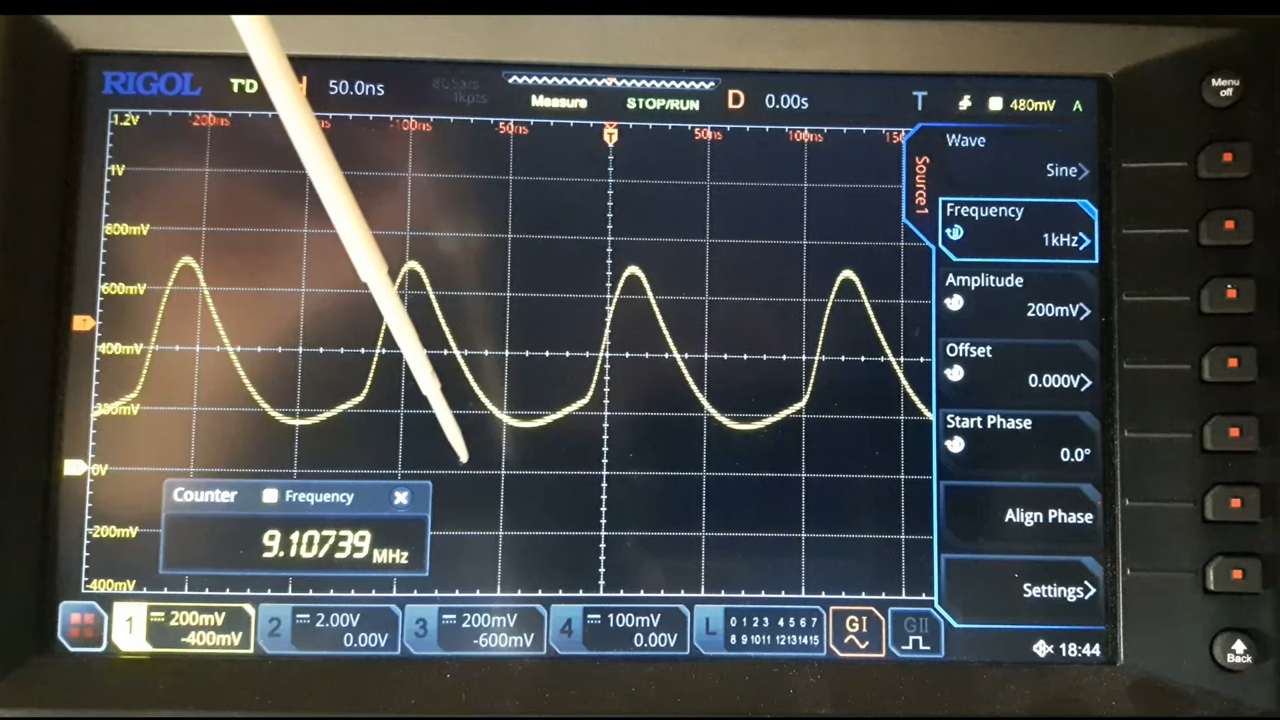 RIGOL T'D H 50.0ns Measure STOP/RUN D 0.00s T 480mV A
1.2V -200ns -100ns -50ns T 50ns 100ns
1V
800mV
600mV
400mV
0V
-200mV
-400mV
Counter Frequency
9.10739 MHz
Source1
Wave
Sine
Frequency
1kHz
Amplitude
200mV
Offset
0.000V
Start Phase
0.0°
Align Phase
Settings
1 200mV
-400mV
2 2.00V
0.00V
3 200mV
-600mV
4 100mV
0.00V
L 0 1 2 3 4 5 6 7
8 9 10 11 12 13 14 15
GI
GII
18:44
Menu
off
Back